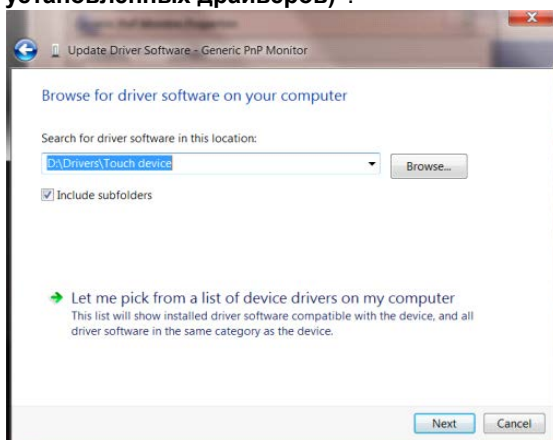 установленных драйверов)".
Update Driver Software - Generic PnP Monitor
Browse for driver software on your computer
Search for driver software in this location:
D:\Drivers\Touch device
Browse...
Include subfolders
Let me pick from a list of device drivers on my computer
This list will show installed driver software compatible with the device, and all
driver software in the same category as the device.
Next Cancel